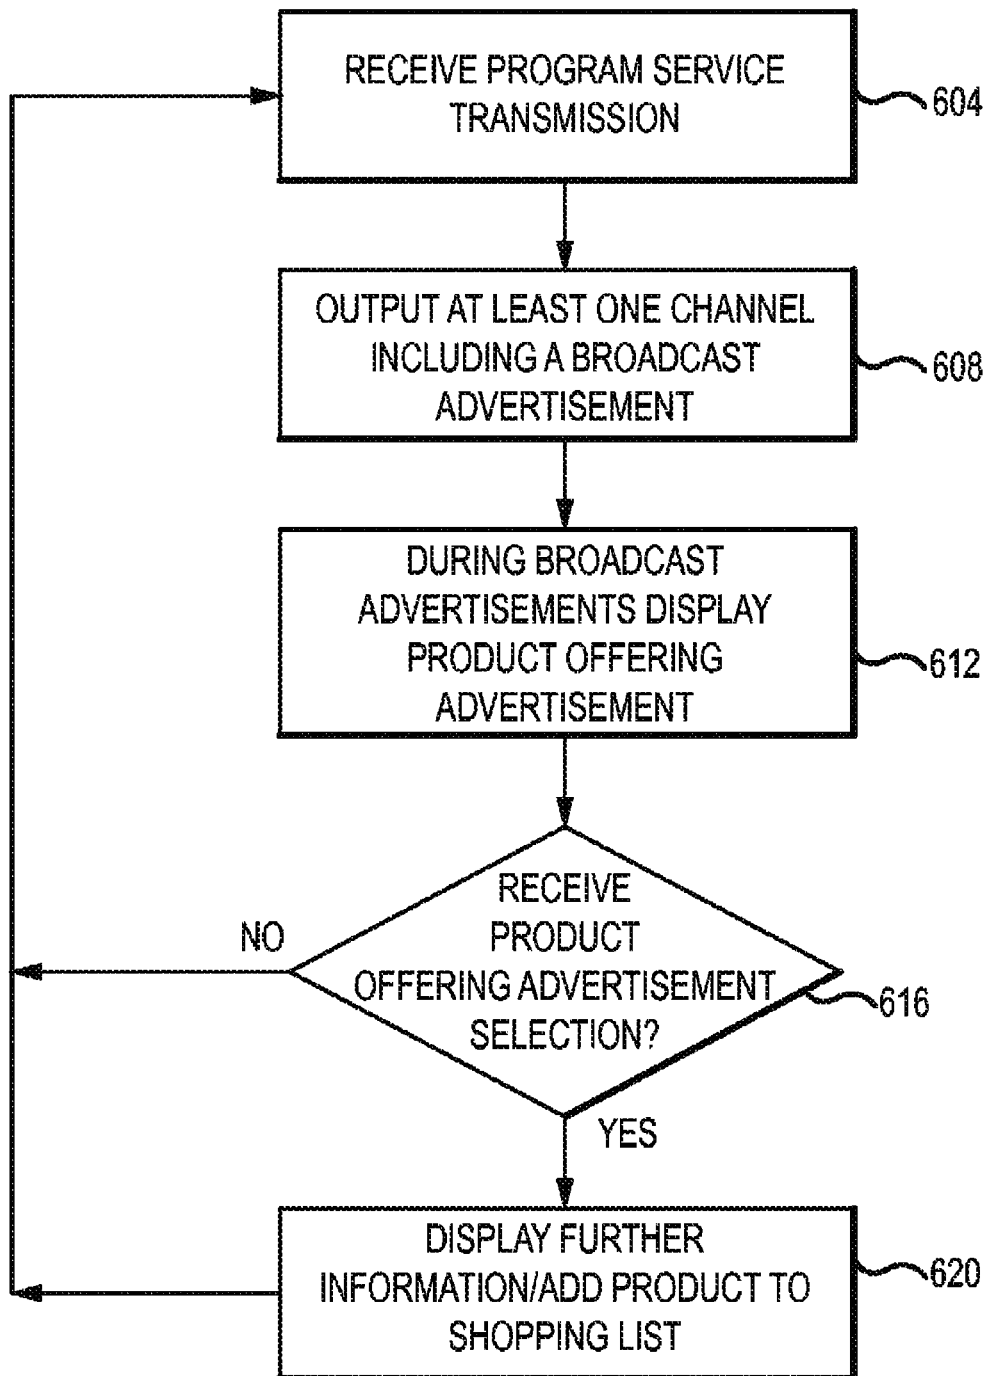 RECEIVE PROGRAM SERVICE
TRANSMISSION
604
OUTPUT AT LEAST ONE CHANNEL
INCLUDING A BROADCAST
ADVERTISEMENT
608
DURING BROADCAST
ADVERTISEMENTS DISPLAY
PRODUCT OFFERING
ADVERTISEMENT
612
RECEIVE
PRODUCT
OFFERING ADVERTISEMENT
SELECTION?
616
NO
YES
DISPLAY FURTHER
INFORMATION/ADD PRODUCT TO
SHOPPING LIST
620